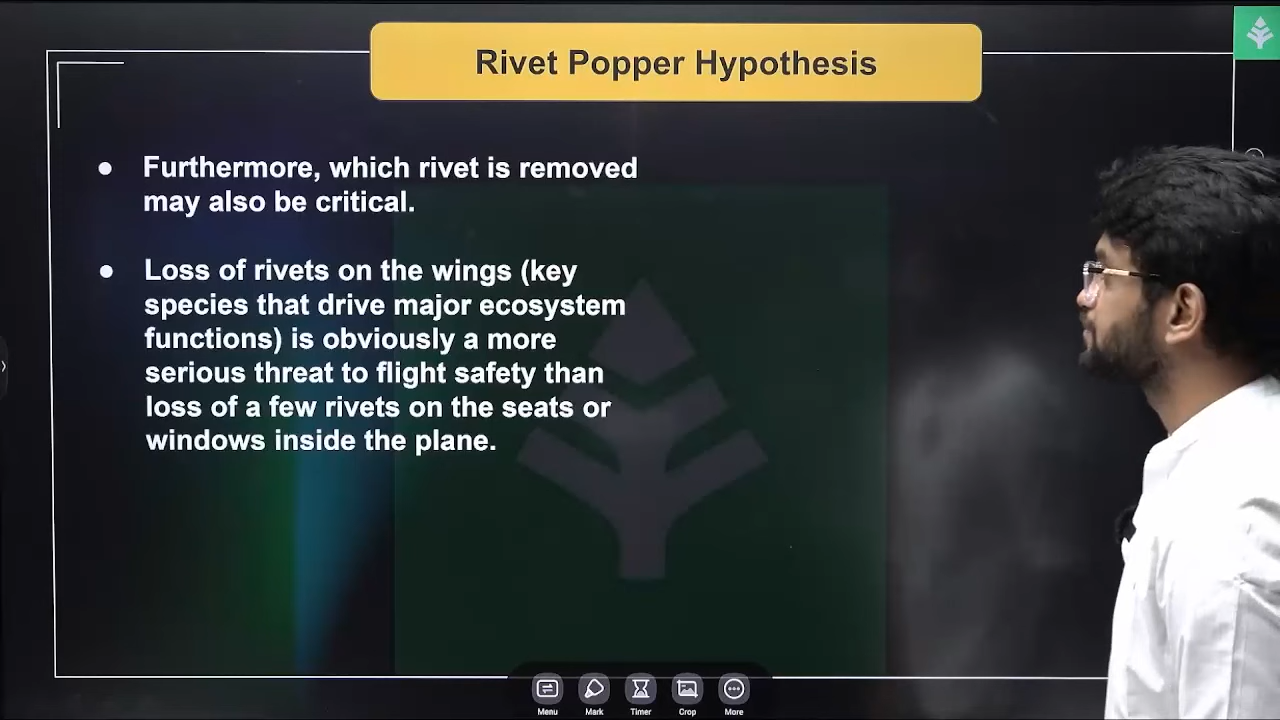 Rivet Popper Hypothesis
● Furthermore, which rivet is removed
may also be critical.
● Loss of rivets on the wings (key
species that drive major ecosystem
functions) is obviously a more
serious threat to flight safety than
loss of a few rivets on the seats or
windows inside the plane.
Menu Mark Timer Crop More